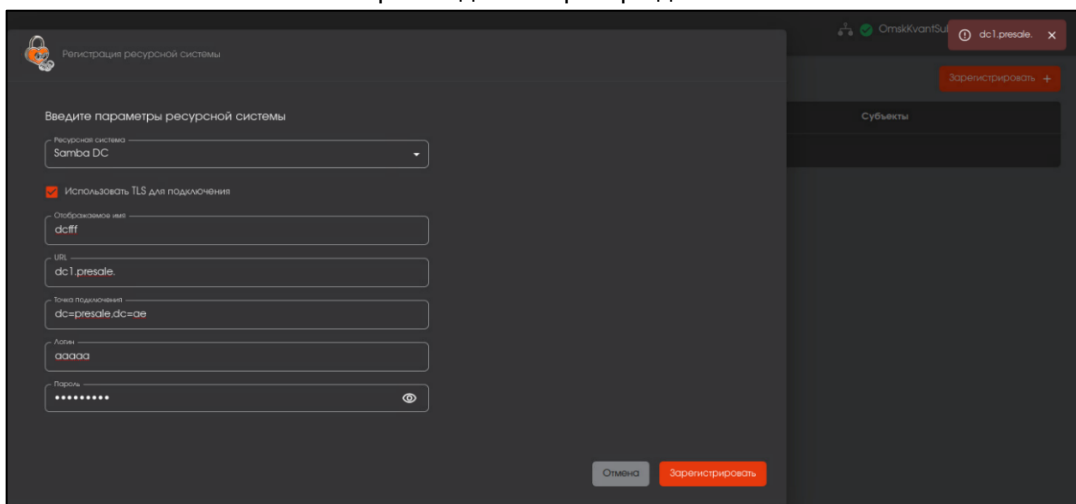 OmskKvantSu
dc1.presale.
Регистрация ресурсной системы
Зарегистрировать +
Введите параметры ресурсной системы
Субъекты
Ресурсная система
Samba DC
Использовать TLS для подключения
Отображаемое имя
dcfff
URL
dc1.presale.
Точка подключения
dc=presale,dc=ae
Логин
aaaaa
Пароль
•••••••••
Отмена
Зарегистрировать